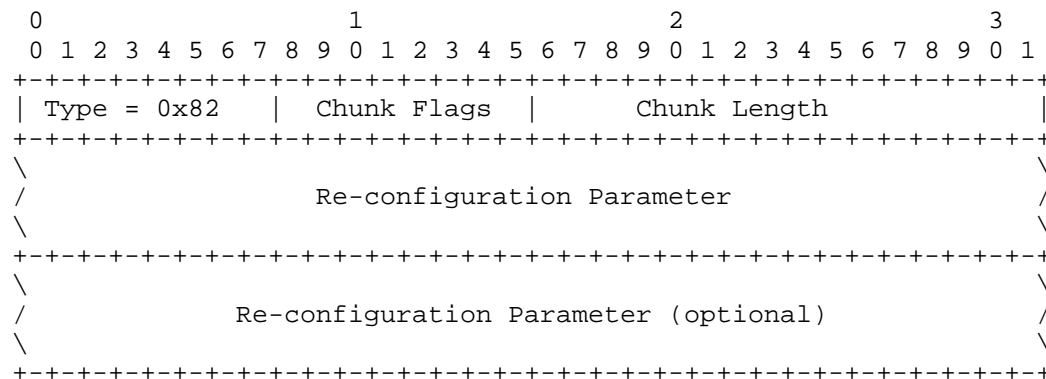 0                   1                   2                   3
 0 1 2 3 4 5 6 7 8 9 0 1 2 3 4 5 6 7 8 9 0 1 2 3 4 5 6 7 8 9 0 1
+-+-+-+-+-+-+-+-+-+-+-+-+-+-+-+-+-+-+-+-+-+-+-+-+-+-+-+-+-+-+-+-+
| Type = 0x82   |  Chunk Flags  |      Chunk Length             |
+-+-+-+-+-+-+-+-+-+-+-+-+-+-+-+-+-+-+-+-+-+-+-+-+-+-+-+-+-+-+-+-+
\                                                               \
/                  Re-configuration Parameter                   /
\                                                               \
+-+-+-+-+-+-+-+-+-+-+-+-+-+-+-+-+-+-+-+-+-+-+-+-+-+-+-+-+-+-+-+-+
\                                                               \
/             Re-configuration Parameter (optional)             /
\                                                               \
+-+-+-+-+-+-+-+-+-+-+-+-+-+-+-+-+-+-+-+-+-+-+-+-+-+-+-+-+-+-+-+-+